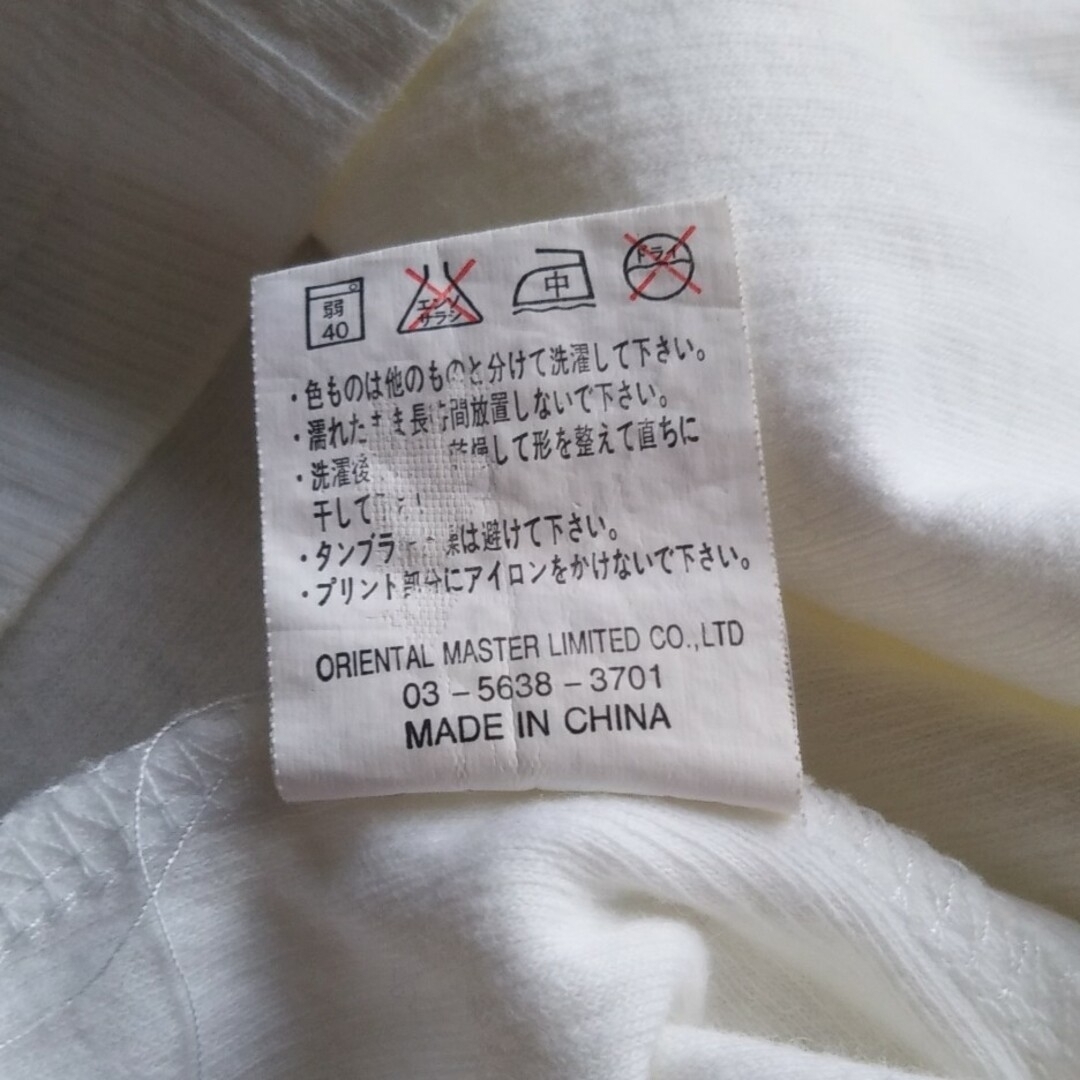 弱 エンソ 中 ドライ
40 サラシ
・色ものは他のものと分けて洗濯して下さい。
・濡れたまま長時間放置しないで下さい。
・洗濯後 乾燥して形を整えて直ちに
干して
・タンブラ 燥は避けて下さい。
・プリント部分にアイロンをかけないで下さい。
ORIENTAL MASTER LIMITED CO.,LTD
03 – 5638 – 3701
MADE IN CHINA